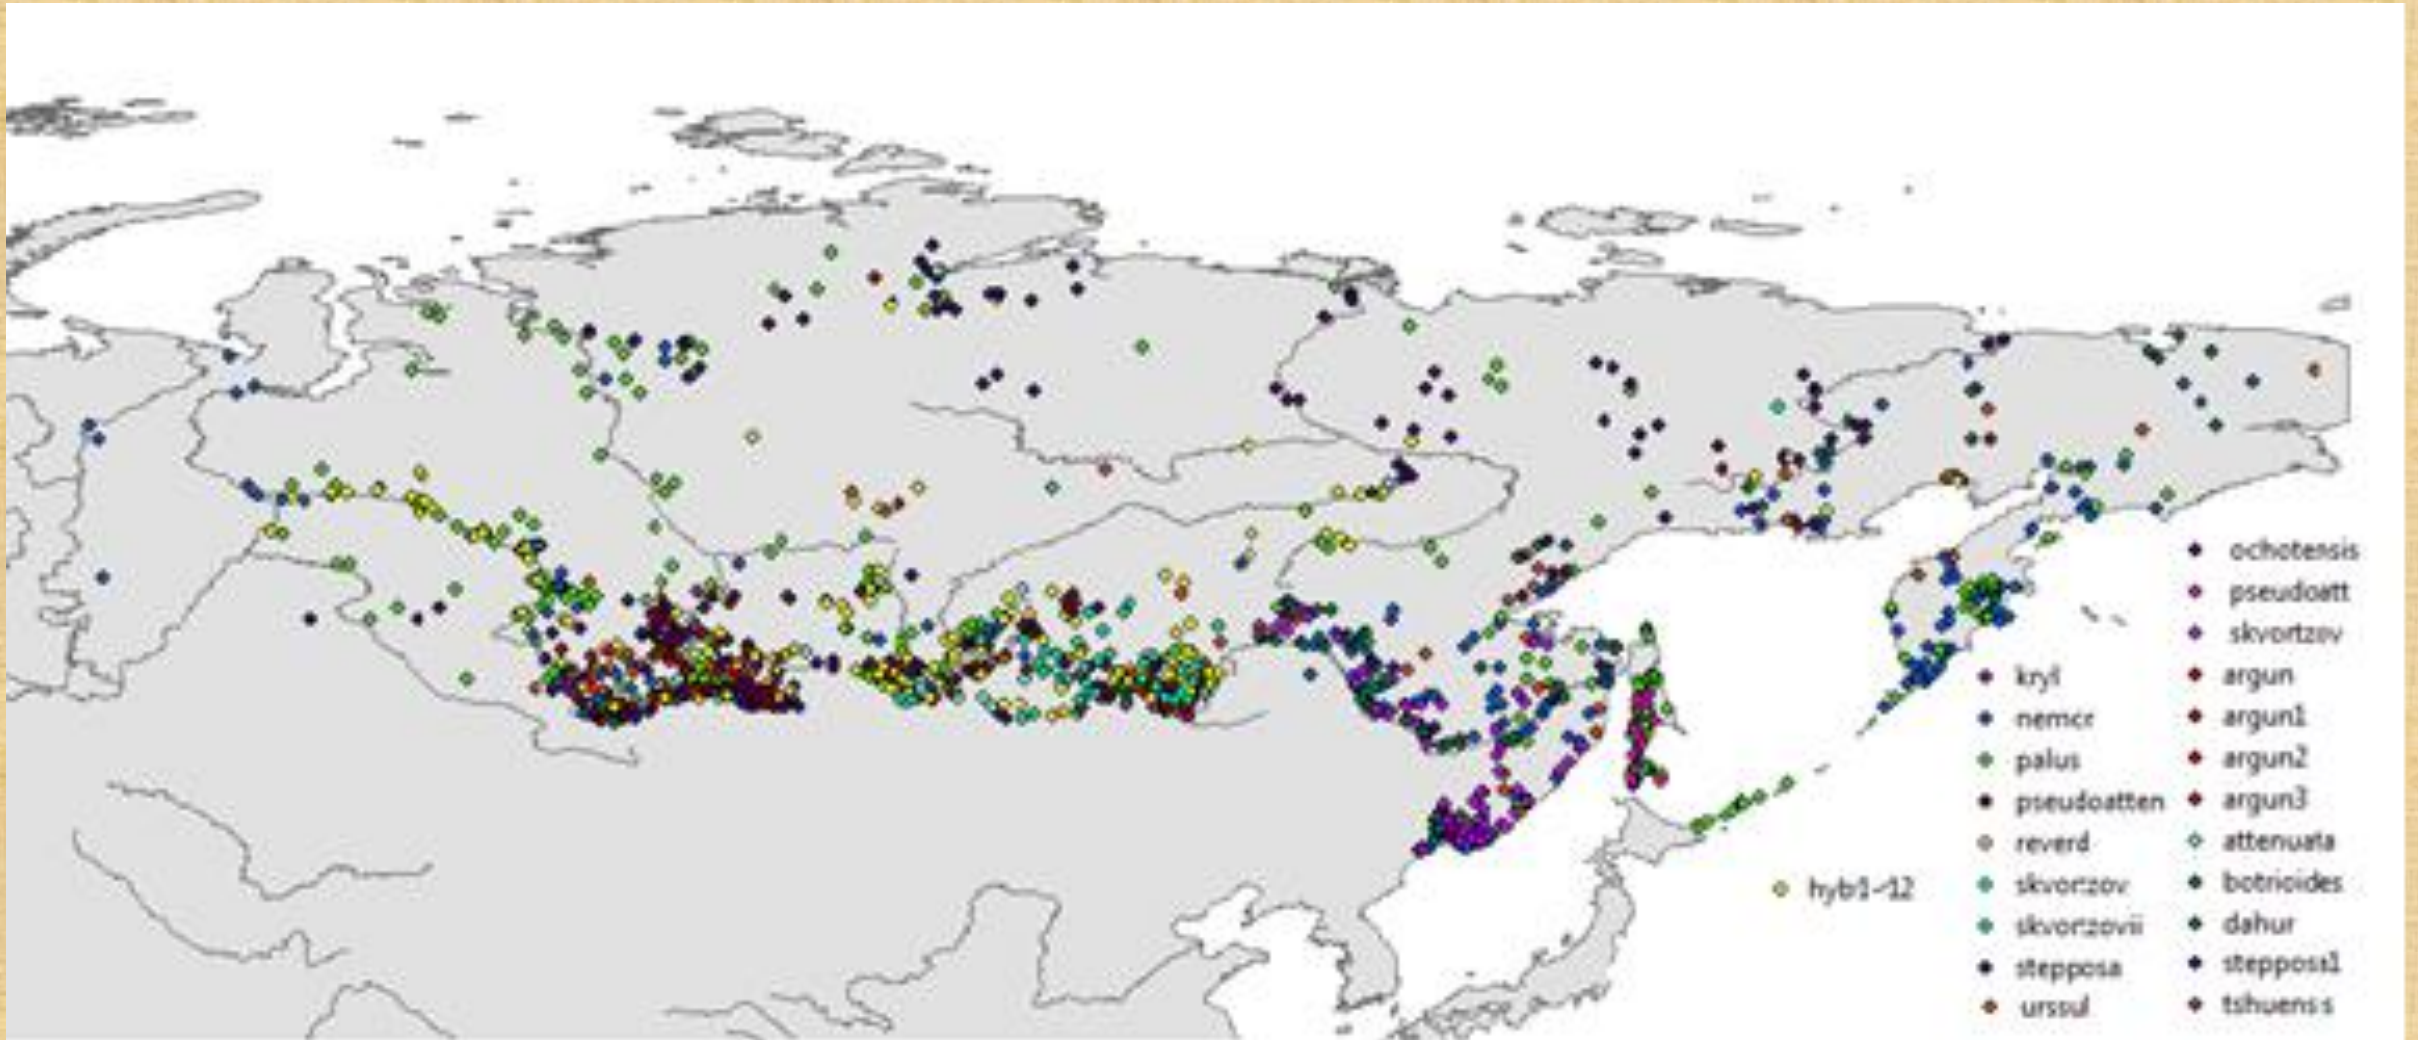 ochotensis
pseudoatt
skvortzov
kryl
nemcr
palus
pseudoatten
reverd
skvortzov
skvortzovii
stepposa
urssul
argun
argun1
argun2
argun3
attenuata
botrioides
dahur
stepposa1
tshuensis
hyb1-12